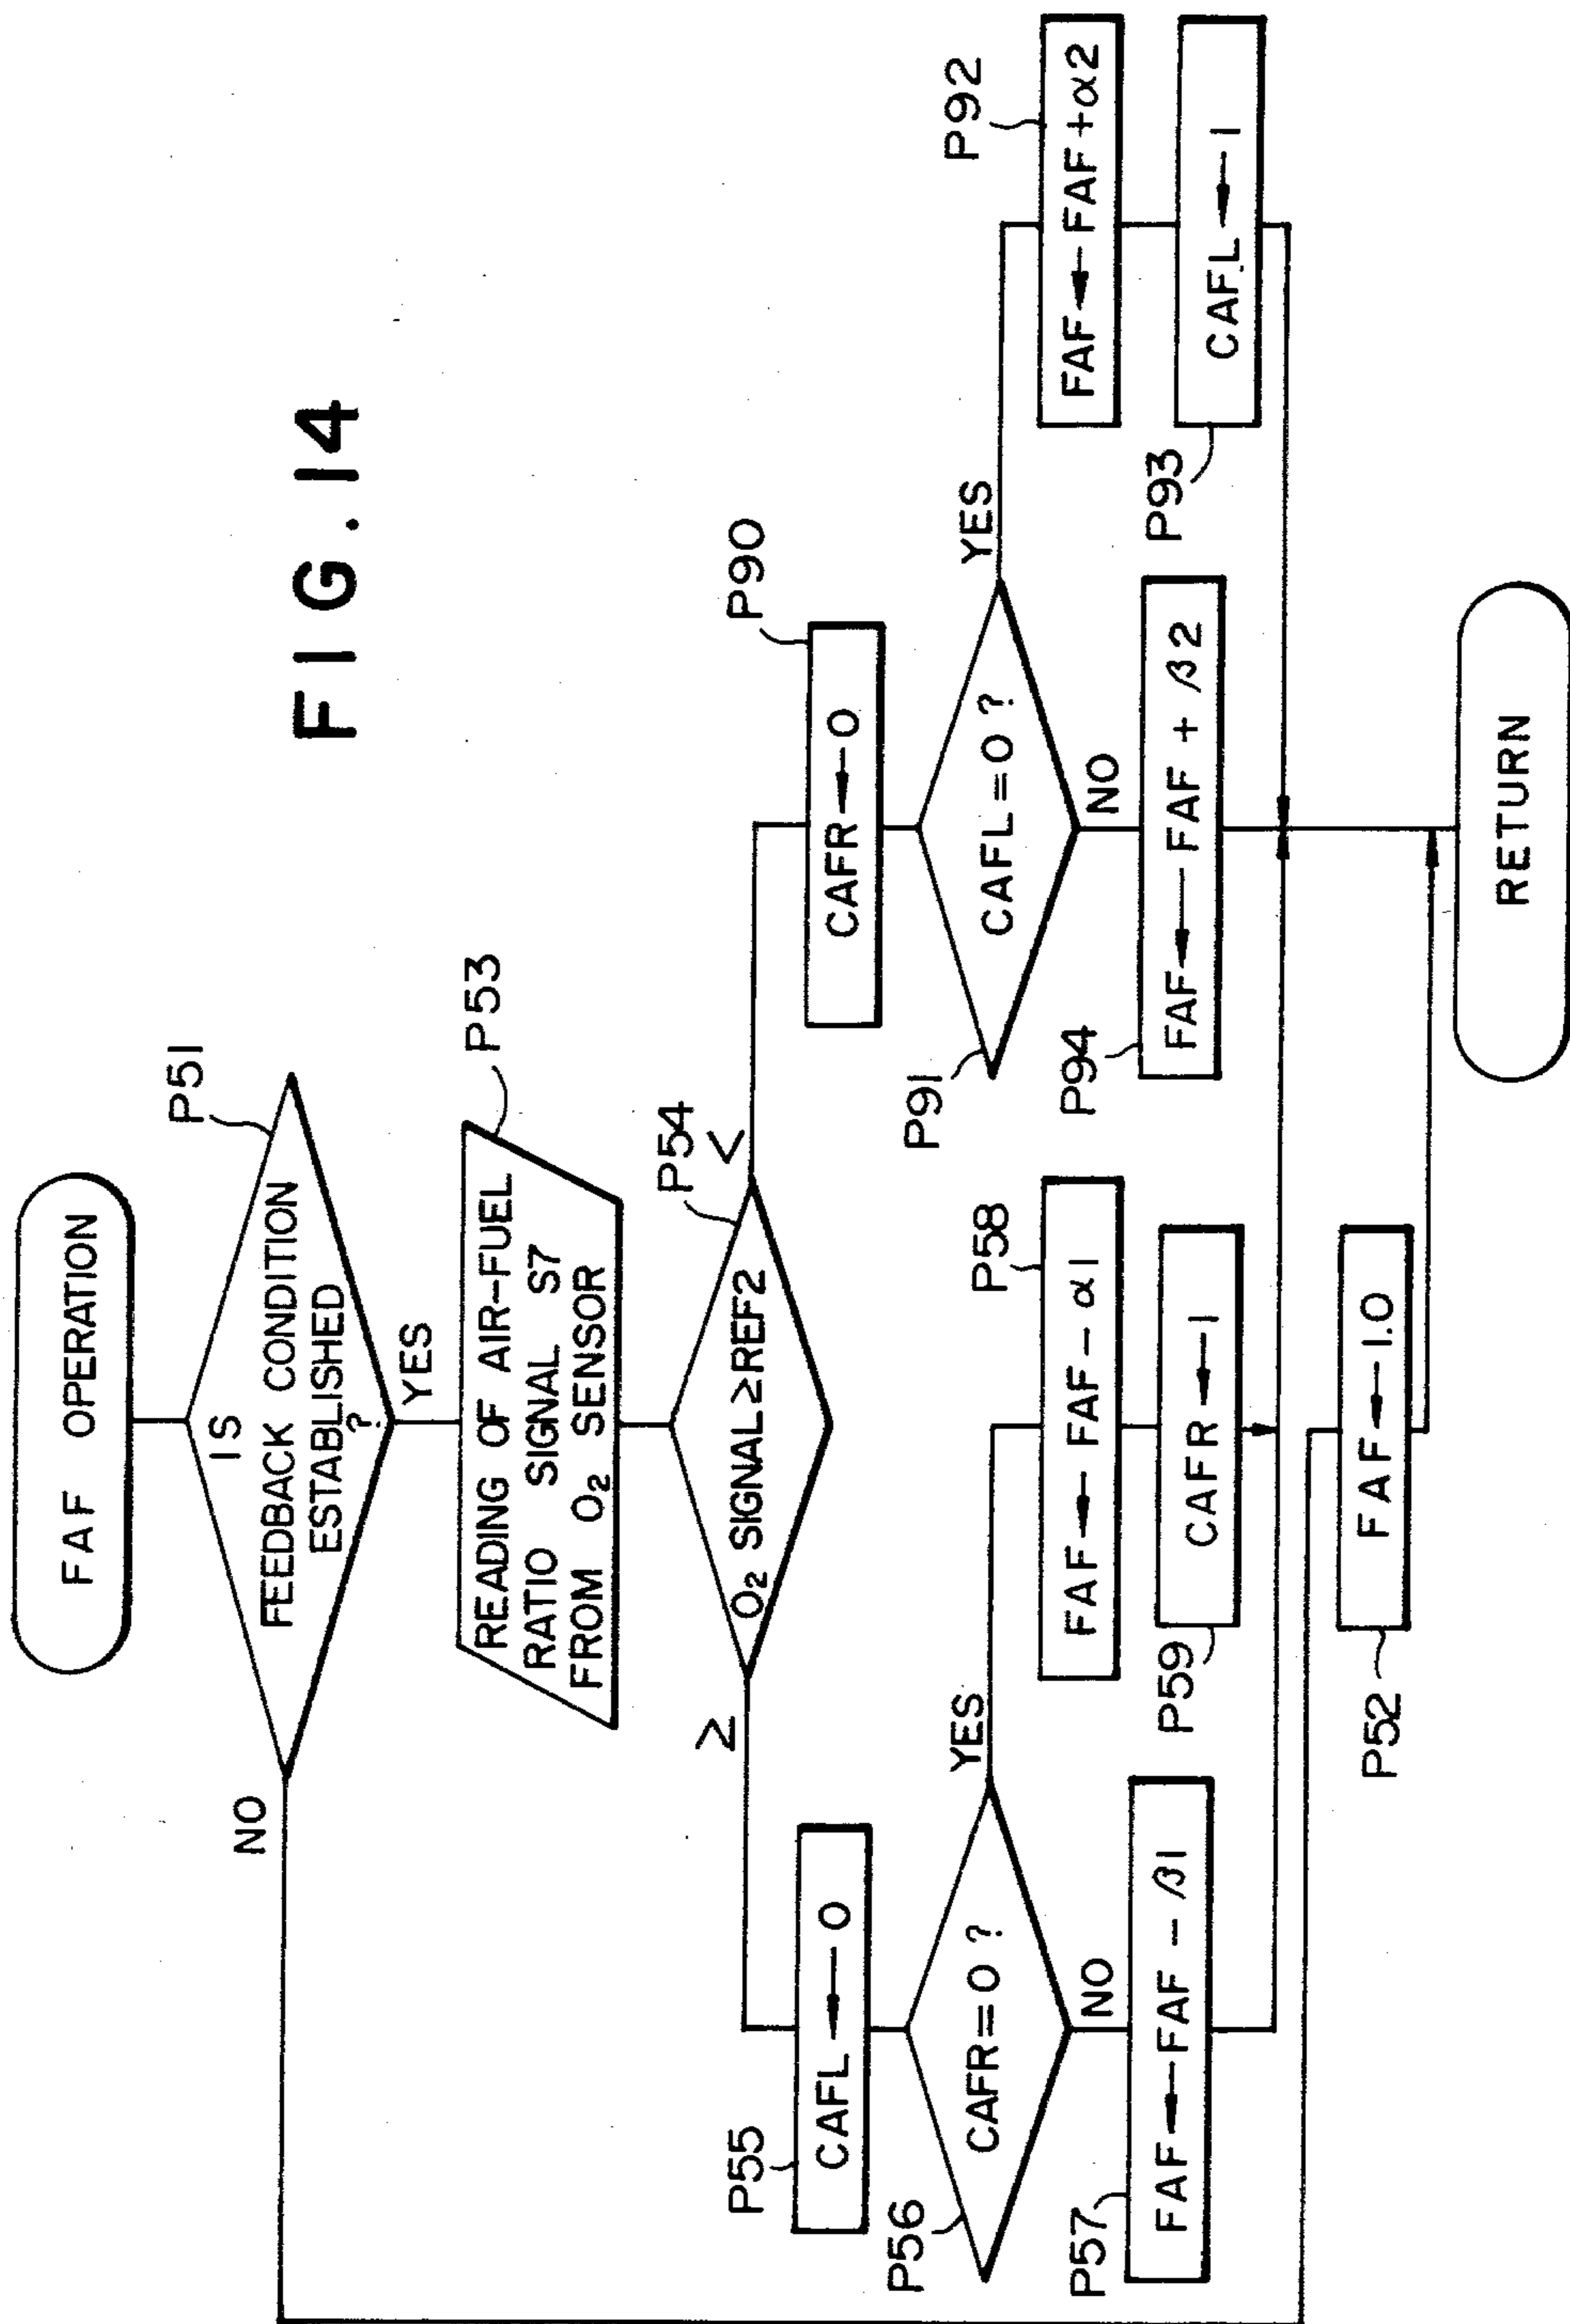 FIG. 14
FAF OPERATION
P51
IS
FEEDBACK CONDITION
ESTABLISHED
?
NO
YES
P53
READING OF AIR-FUEL
RATIO SIGNAL S7
FROM O₂ SENSOR
P54
O₂ SIGNAL≥REF2
≥
<
P55
CAFL←0
P90
CAFR←0
P56
CAFR=0 ?
YES
NO
P91
CAFL=0 ?
YES
NO
P57
FAF←FAF - β1
P58
FAF←FAF - α1
P59
CAFR←1
P94
FAF←FAF + β2
P92
FAF←FAF+α2
P93
CAFL←1
P52
FAF←1.0
RETURN